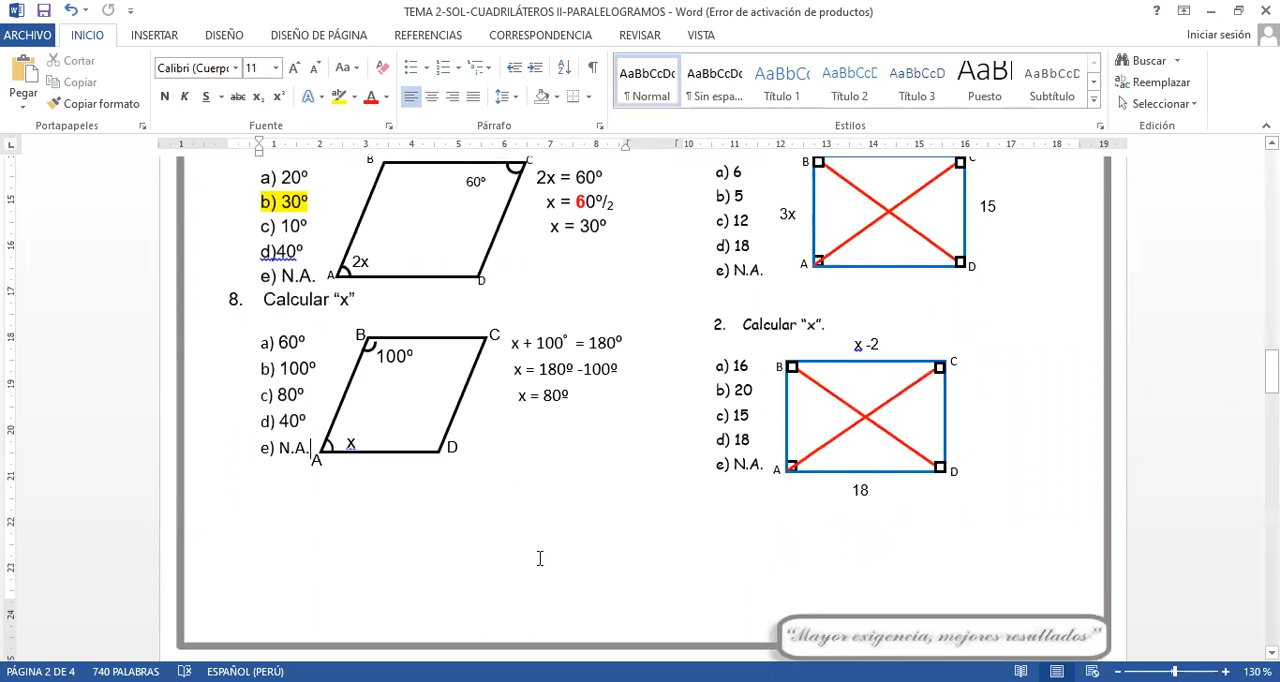 TEMA 2-SOL-CUADRILÁTEROS II-PARALELOGRAMOS - Word (Error de activación de productos)
ARCHIVO INICIO INSERTAR DISEÑO DISEÑO DE PÁGINA REFERENCIAS CORRESPONDENCIA REVISAR VISTA Iniciar sesión
Pegar
Cortar
Copiar
Copiar formato
Portapapeles
Calibri (Cuerpo 11
Fuente
Párrafo
AaBbCcDc AaBbCcDc AaBbCcDc AaBbCcDc AaBbCcDc AaBl AaBbCcDc
¶ Normal ¶ Sin espa... Título 1 Título 2 Título 3 Puesto Subtítulo
Estilos
Buscar
Reemplazar
Seleccionar
Edición
a) 20º
b) 30º
c) 10º
d)40º
e) N.A.
B
C
60º
2x
A
D
2x = 60º
x = 60º/2
x = 30º
8. Calcular “x”
a) 60º
b) 100º
c) 80º
d) 40º
e) N.A.
B
C
100º
x
A
D
x + 100° = 180º
x = 180º -100º
x = 80º
a) 6
b) 5
c) 12
d) 18
e) N.A.
B
C
3x
15
A
D
2. Calcular “x”.
x -2
a) 16
b) 20
c) 15
d) 18
e) N.A.
B
C
A
D
18
“Mayor exigencia, mejores resultados”
PÁGINA 2 DE 4 740 PALABRAS ESPAÑOL (PERÚ) 130 %